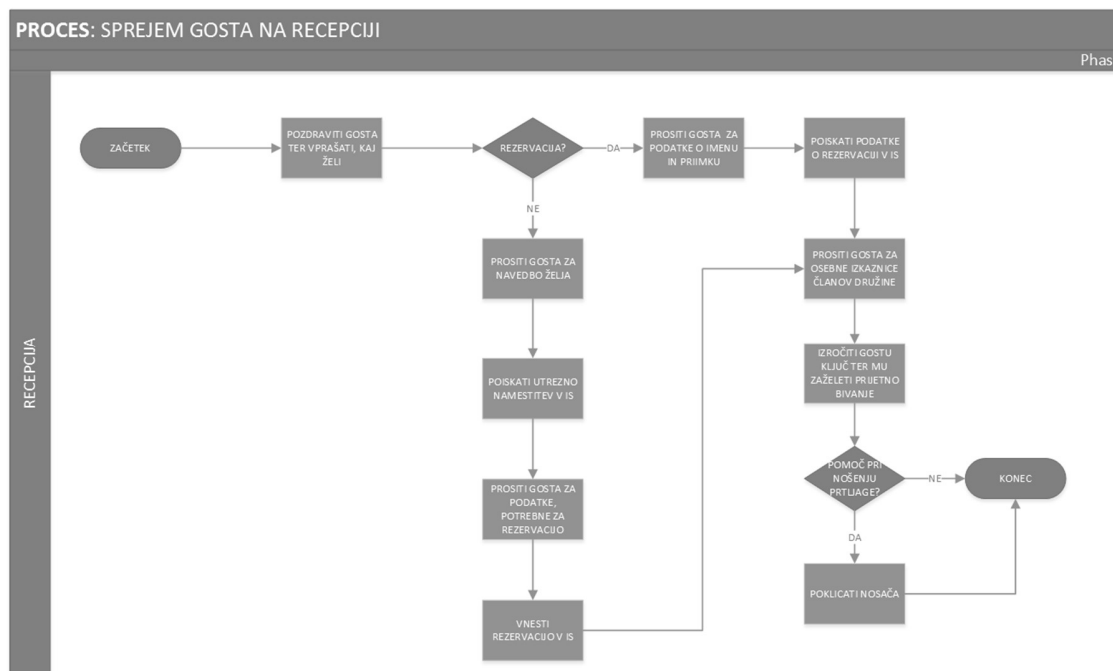 PROCES: SPREJEM GOSTA NA RECEPCIJI
Phas
RECEPCIJA
ZAČETEK
POZDRAVITI GOSTA
TER VPRAŠATI, KAJ
ŽELI
REZERVACIJA?
DA
PROSITI GOSTA ZA
PODATKE O IMENU
IN PRIIMKU
POISKATI PODATKE
O REZERVACIJI V IS
NE
PROSITI GOSTA ZA
NAVEDBO ŽELJA
PROSITI GOSTA ZA
OSEBNE IZKAZNICE
ČLANOV DRUŽINE
POISKATI UTREZNO
NAMESTITEV V IS
IZROČITI GOSTU
KLJUČ TER MU
ZAŽELETI PRIJETNO
BIVANJE
PROSITI GOSTA ZA
PODATKE,
POTREBNE ZA
REZERVACIJO
POMOČ PRI
NOŠENJU
PRTLJAGE?
NE
KONEC
DA
VNESTI
REZERVACIJO V IS
POKLICATI NOSAČA